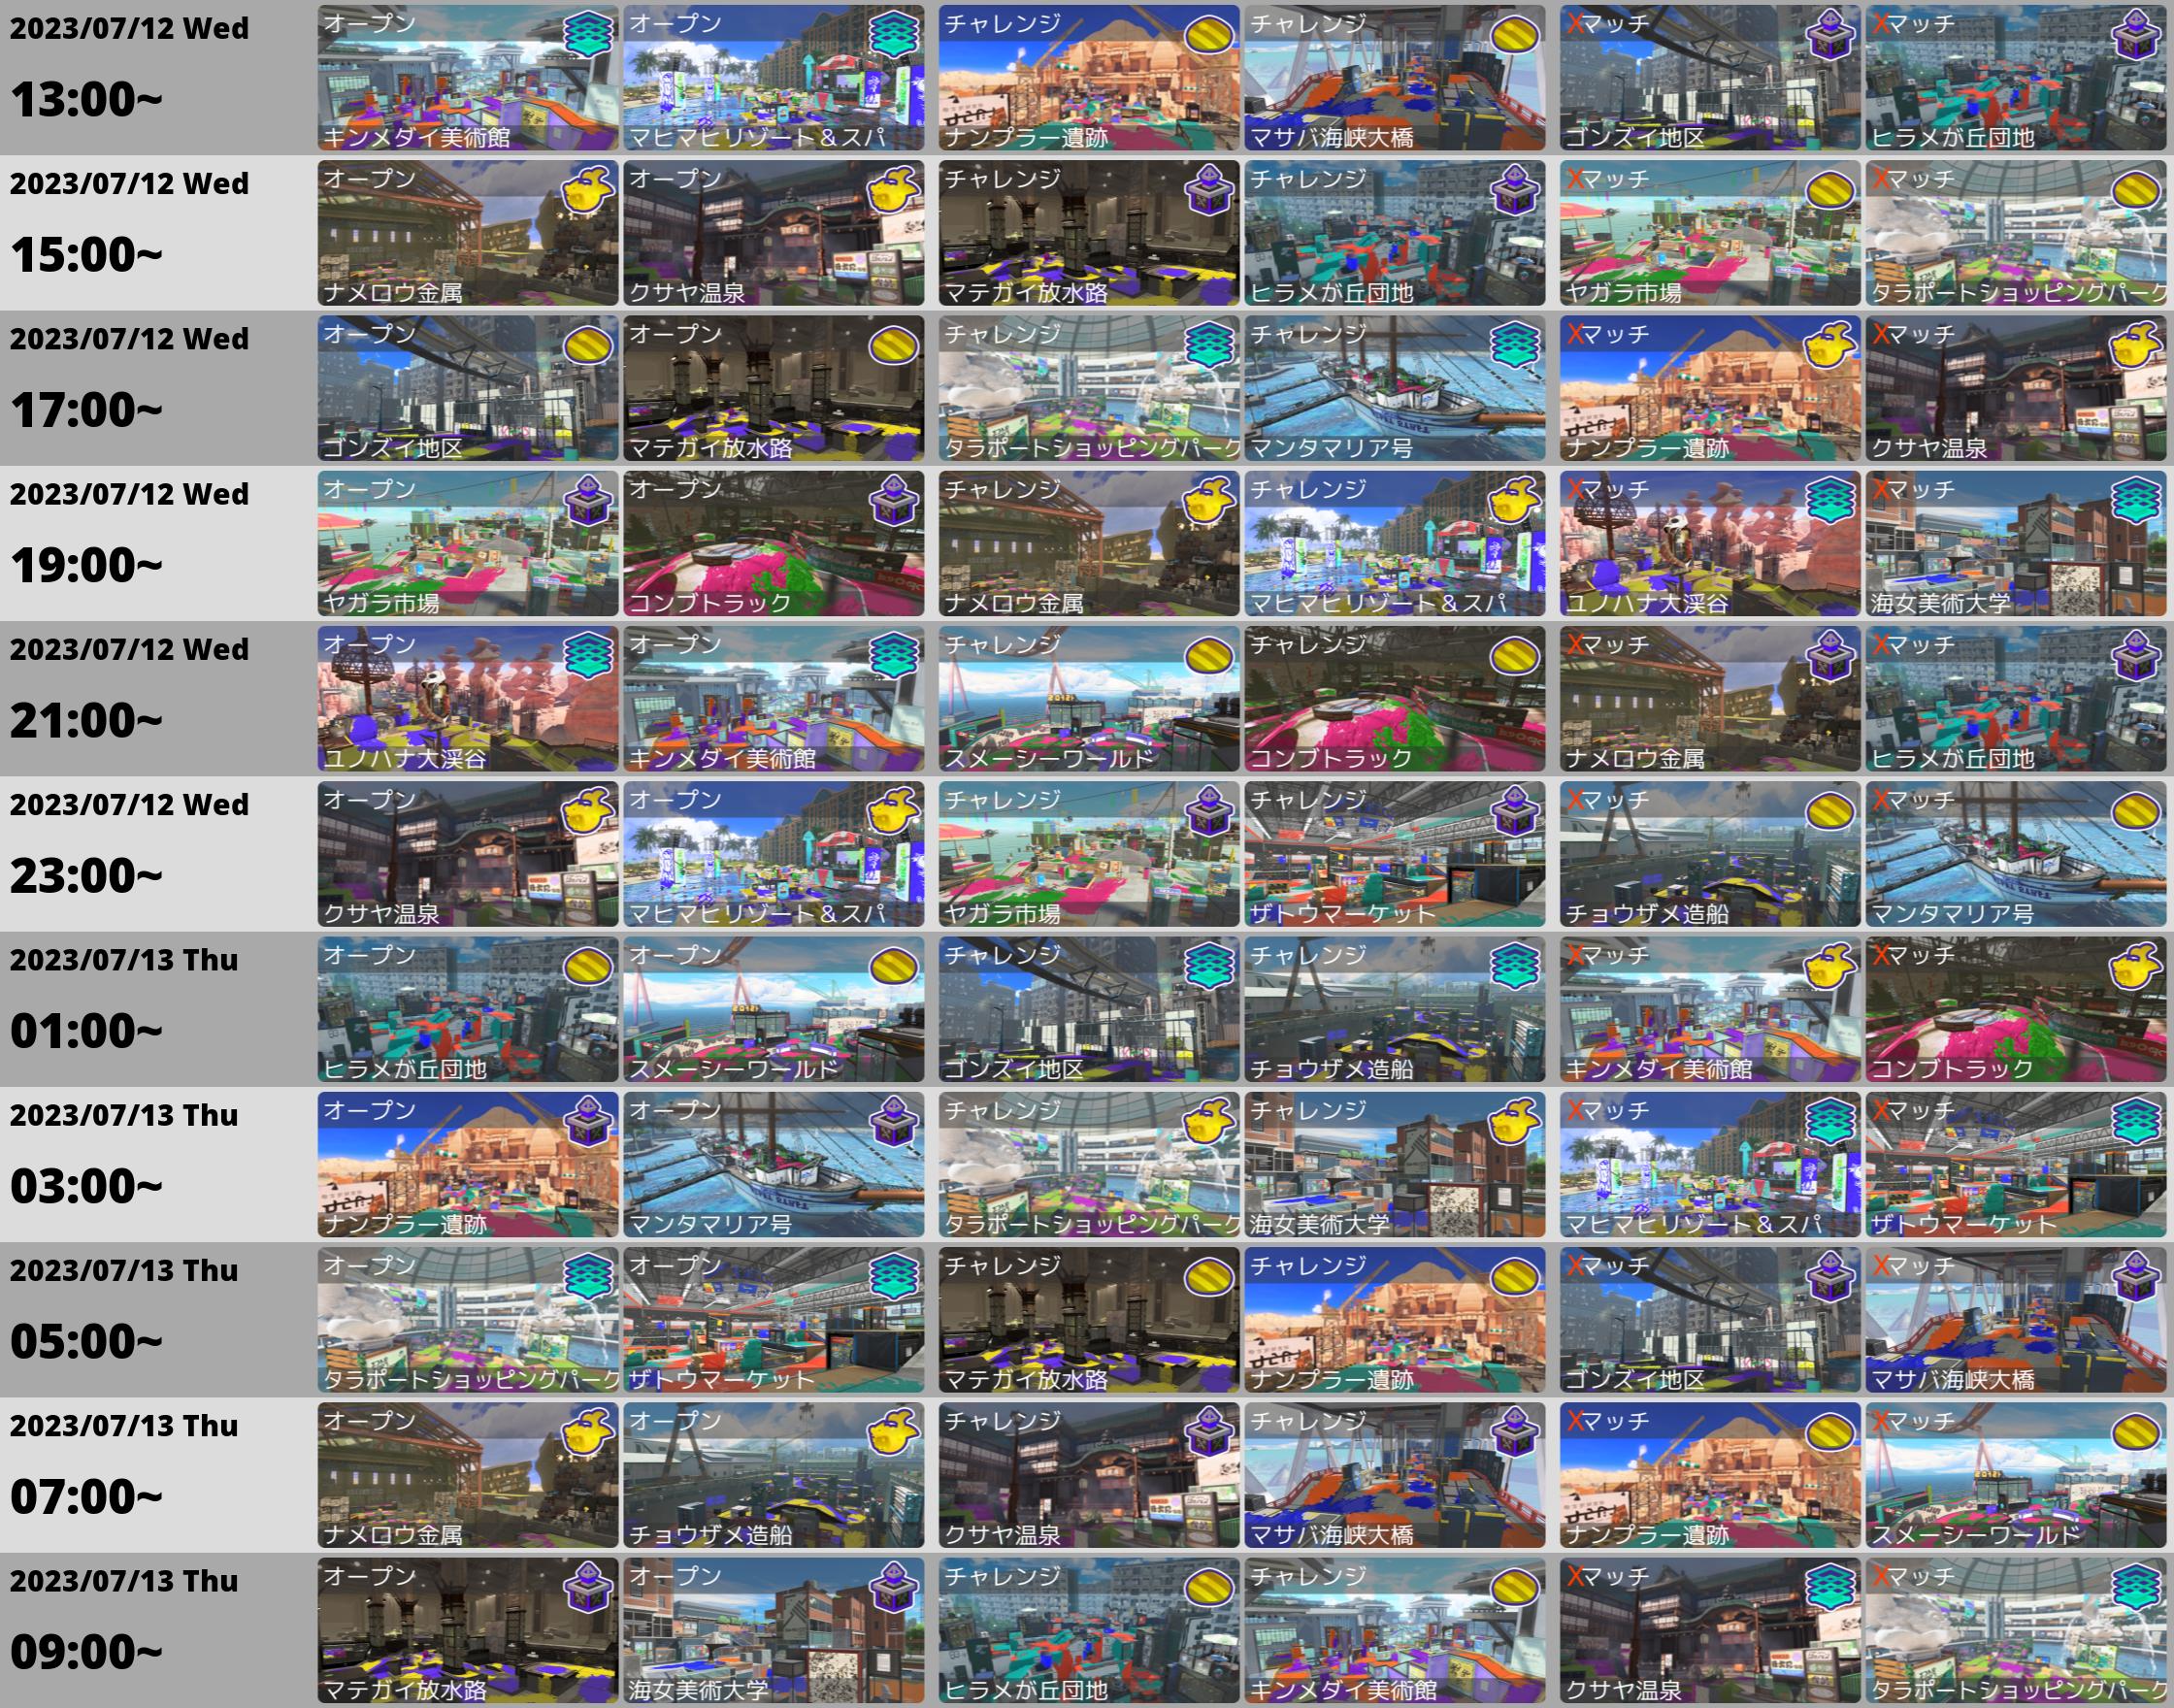 2023/07/12 Wed
13:00~
オープン オープン チャレンジ チャレンジ Xマッチ Xマッチ
キンメダイ美術館 マヒマヒリゾート＆スパ ナンプラー遺跡 マサバ海峡大橋 ゴンズイ地区 ヒラメが丘団地
2023/07/12 Wed
15:00~
オープン オープン チャレンジ チャレンジ Xマッチ Xマッチ
ナメロウ金属 クサヤ温泉 マテガイ放水路 ヒラメが丘団地 ヤガラ市場 タラポートショッピングパーク
2023/07/12 Wed
17:00~
オープン オープン チャレンジ チャレンジ Xマッチ Xマッチ
ゴンズイ地区 マテガイ放水路 タラポートショッピングパーク マンタマリア号 ナンプラー遺跡 クサヤ温泉
2023/07/12 Wed
19:00~
オープン オープン チャレンジ チャレンジ Xマッチ Xマッチ
ヤガラ市場 コンブトラック ナメロウ金属 マヒマヒリゾート＆スパ ユノハナ大渓谷 海女美術大学
2023/07/12 Wed
21:00~
オープン オープン チャレンジ チャレンジ Xマッチ Xマッチ
ユノハナ大渓谷 キンメダイ美術館 スメーシーワールド コンブトラック ナメロウ金属 ヒラメが丘団地
2023/07/12 Wed
23:00~
オープン オープン チャレンジ チャレンジ Xマッチ Xマッチ
クサヤ温泉 マヒマヒリゾート＆スパ ヤガラ市場 ザトウマーケット チョウザメ造船 マンタマリア号
2023/07/13 Thu
01:00~
オープン オープン チャレンジ チャレンジ Xマッチ Xマッチ
ヒラメが丘団地 スメーシーワールド ゴンズイ地区 チョウザメ造船 キンメダイ美術館 コンブトラック
2023/07/13 Thu
03:00~
オープン オープン チャレンジ チャレンジ Xマッチ Xマッチ
ナンプラー遺跡 マンタマリア号 タラポートショッピングパーク 海女美術大学 マヒマヒリゾート＆スパ ザトウマーケット
2023/07/13 Thu
05:00~
オープン オープン チャレンジ チャレンジ Xマッチ Xマッチ
タラポートショッピングパーク ザトウマーケット マテガイ放水路 ナンプラー遺跡 ゴンズイ地区 マサバ海峡大橋
2023/07/13 Thu
07:00~
オープン オープン チャレンジ チャレンジ Xマッチ Xマッチ
ナメロウ金属 チョウザメ造船 クサヤ温泉 マサバ海峡大橋 ナンプラー遺跡 スメーシーワールド
2023/07/13 Thu
09:00~
オープン オープン チャレンジ チャレンジ Xマッチ Xマッチ
マテガイ放水路 海女美術大学 ヒラメが丘団地 キンメダイ美術館 クサヤ温泉 タラポートショッピングパーク